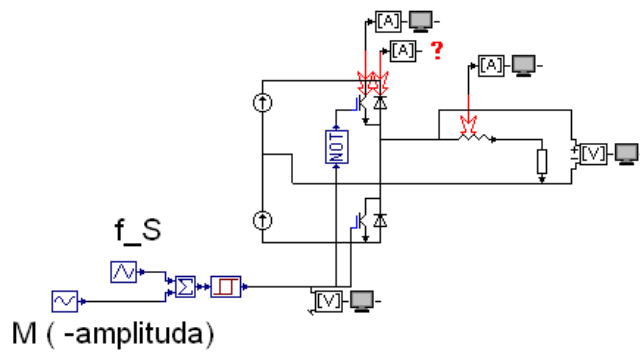 [A]
[A] ?
[A]
NOT
[V]
f_S
Σ
[V]
M ( -amplituda)